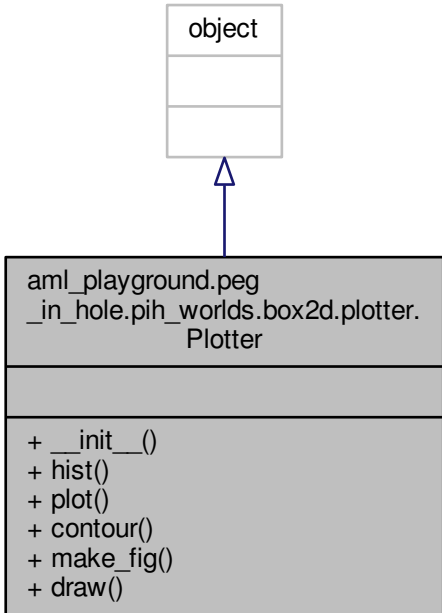 object
aml_playground.peg
_in_hole.pih_worlds.box2d.plotter.
Plotter
+ __init__()
+ hist()
+ plot()
+ contour()
+ make_fig()
+ draw()